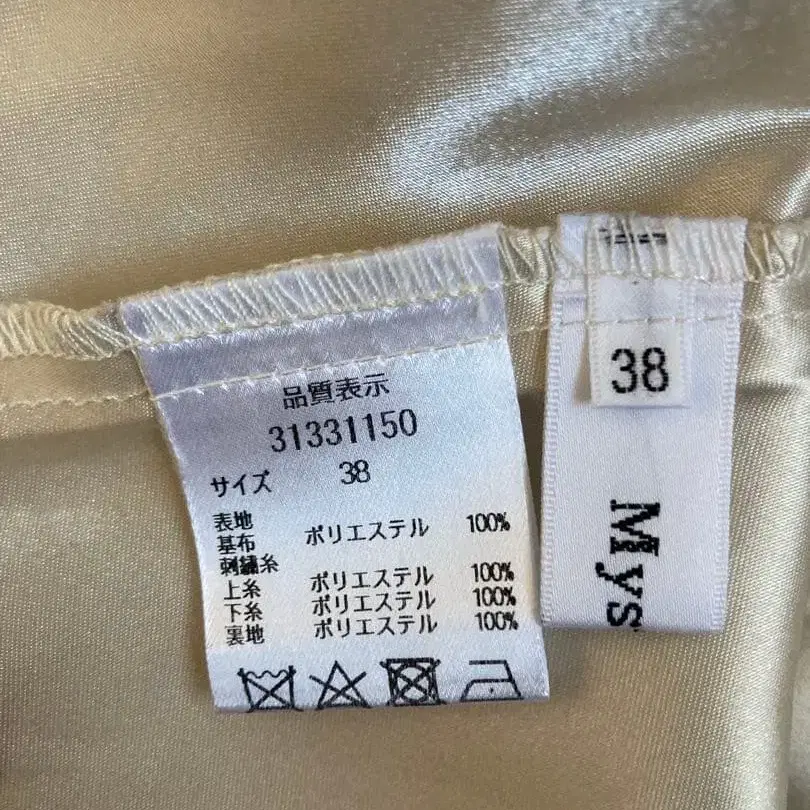 品質表示
31331150
サイズ 38
表地
基布 ポリエステル 100%
刺繍糸
上糸 ポリエステル 100%
下糸 ポリエステル 100%
裏地 ポリエステル 100%
38
Mys